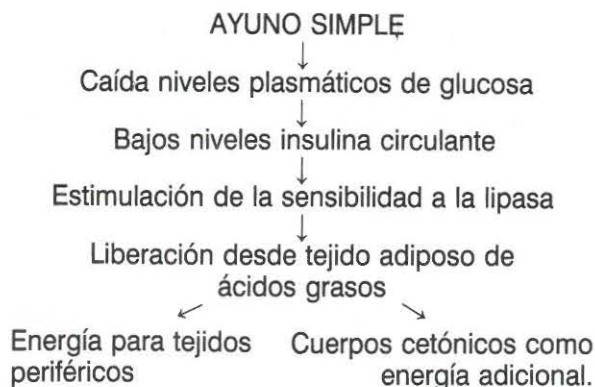 AYUNO SIMPLE
Caída niveles plasmáticos de glucosa
Bajos niveles insulina circulante
Estimulación de la sensibilidad a la lipasa
Liberación desde tejido adiposo de
ácidos grasos
Energía para tejidos
periféricos
Cuerpos cetónicos como
energía adicional.